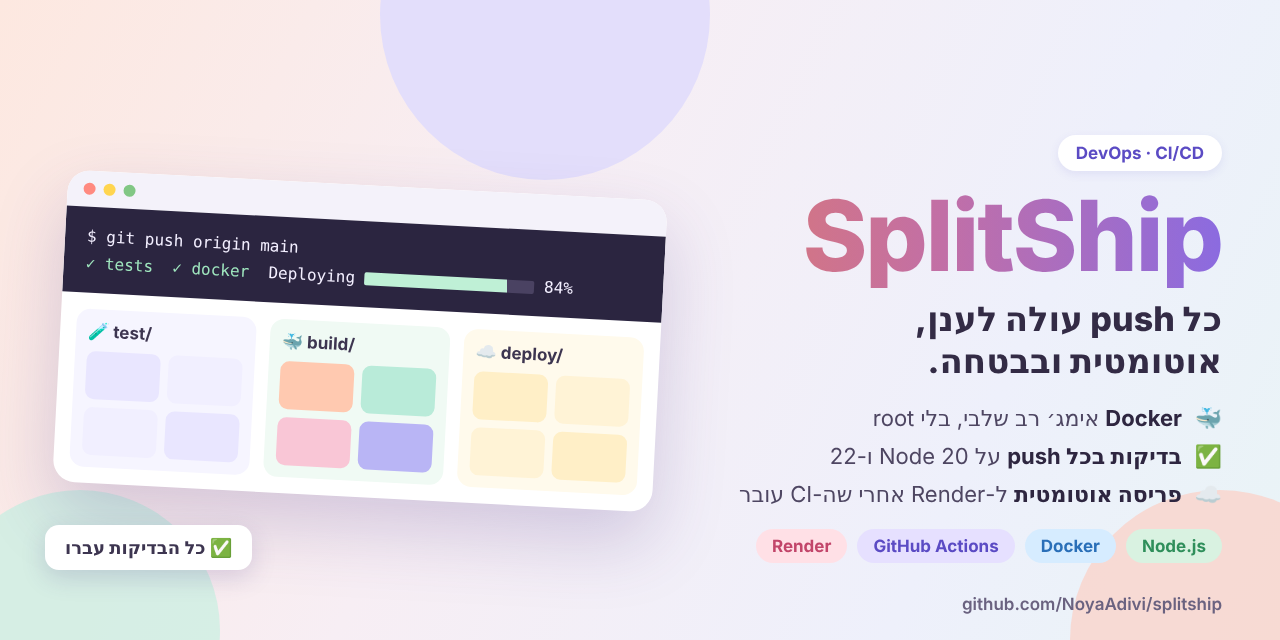 DevOps · CI/CD
SplitShip
כל push עולה לענן,
אוטומטית ובבטחה.
🐳 Docker אימג׳ רב שלבי, בלי root
✅ בדיקות בכל push על Node 20 ו-22
☁️ פריסה אוטומטית ל-Render אחרי שה-CI עובר
Node.js Docker GitHub Actions Render
github.com/NoyaAdivi/splitship
$ git push origin main
✓ tests ✓ docker Deploying 84%
🧪 test/ 🐳 build/ ☁️ deploy/
✅ כל הבדיקות עברו